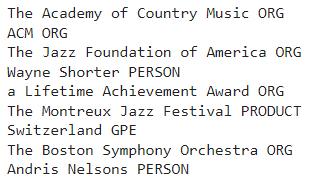 The Academy of Country Music ORG
ACM ORG
The Jazz Foundation of America ORG
Wayne Shorter PERSON
a Lifetime Achievement Award ORG
The Montreux Jazz Festival PRODUCT
Switzerland GPE
The Boston Symphony Orchestra ORG
Andris Nelsons PERSON